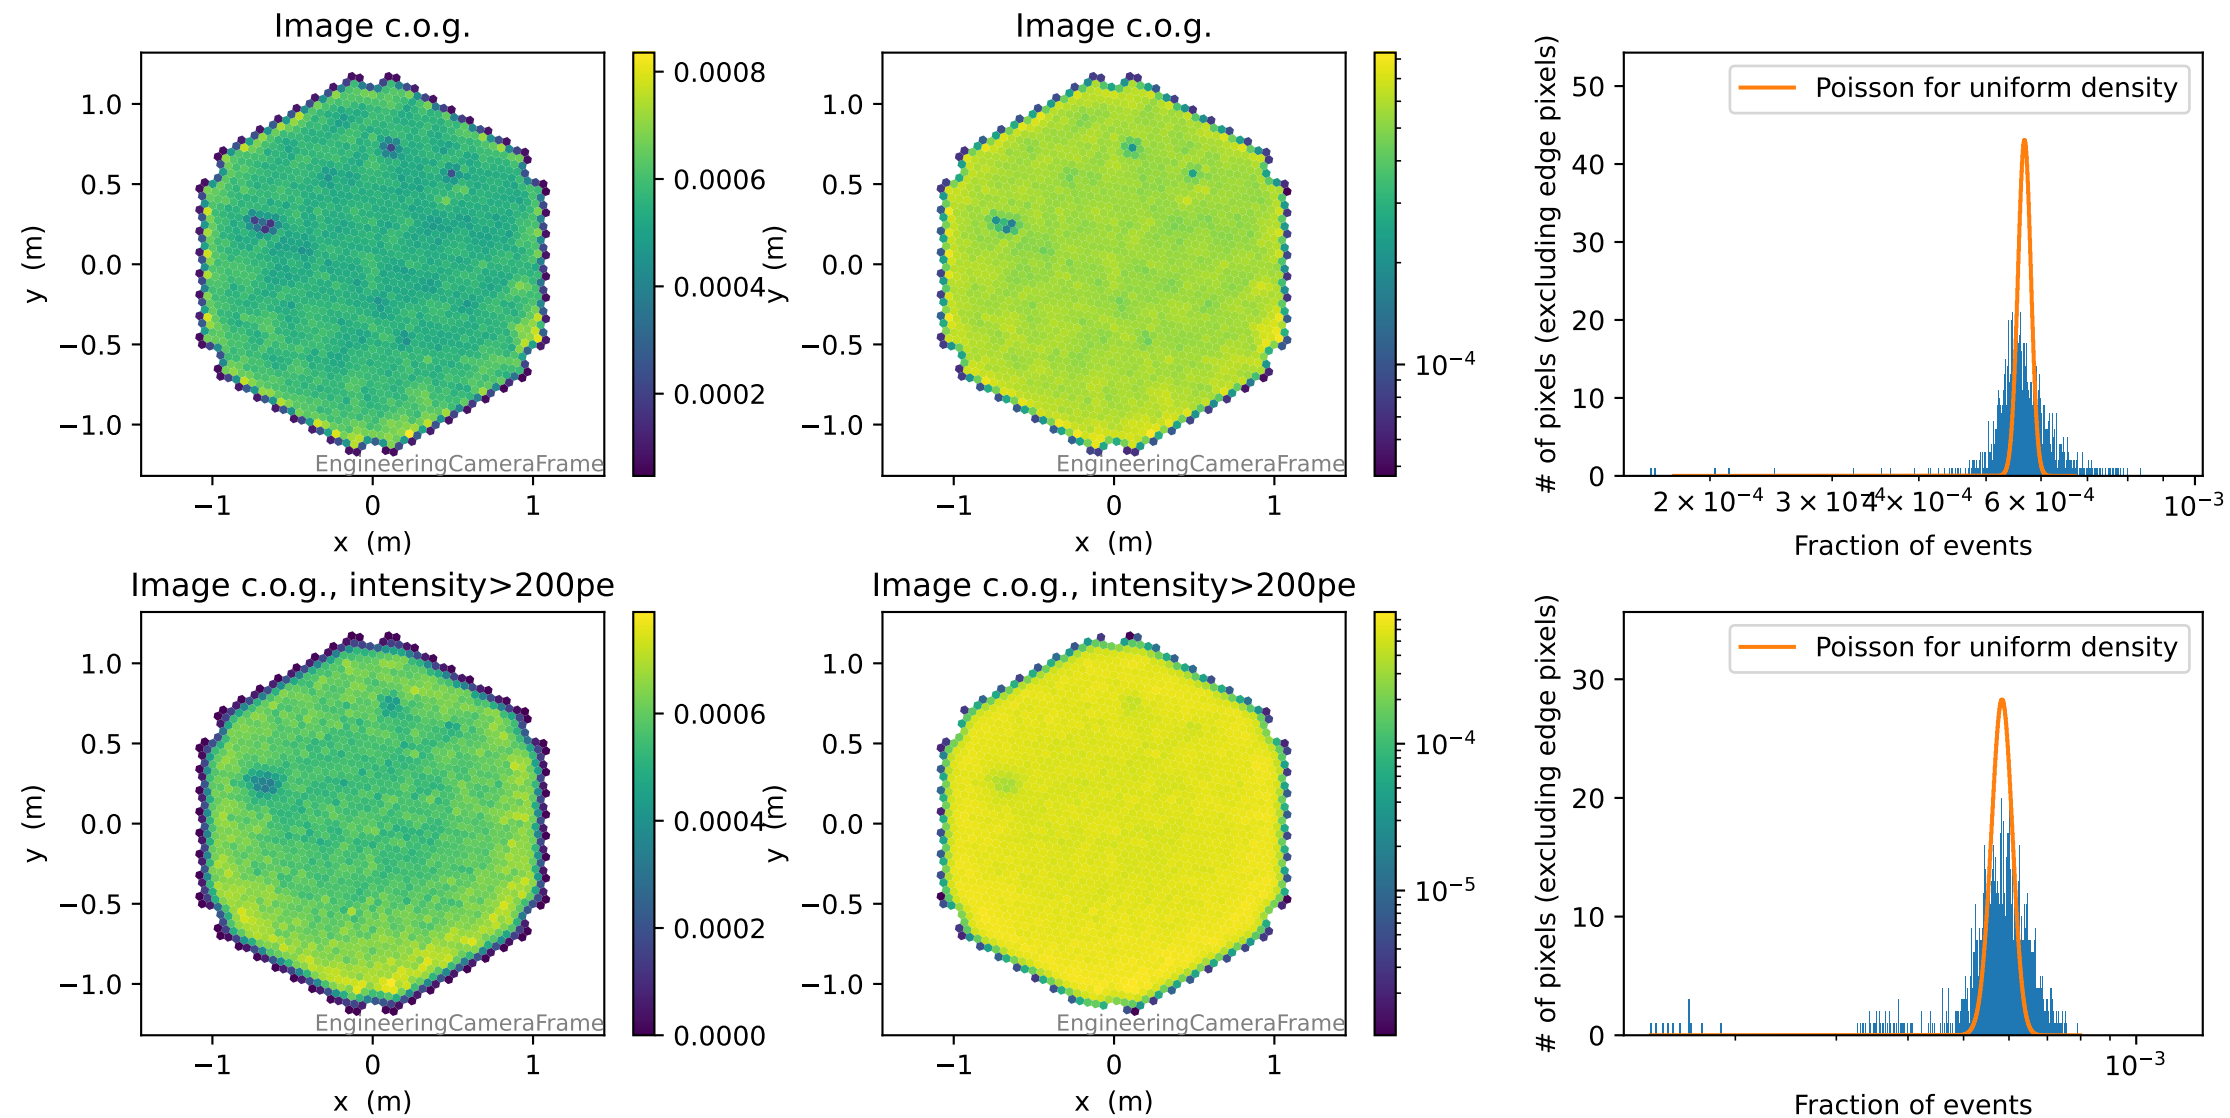 Image c.o.g.
1.0
0.5
0.0
−0.5
−1.0
y (m)
−1
0
1
x (m)
EngineeringCameraFrame
0.0008
0.0006
0.0004
0.0002
Image c.o.g.
1.0
0.5
0.0
−0.5
−1.0
y (m)
−1
0
1
x (m)
EngineeringCameraFrame
10⁻⁴
# of pixels (excluding edge pixels)
50
40
30
20
10
0
Poisson for uniform density
2 × 10⁻⁴
3 × 10⁻⁴
4 × 10⁻⁴
6 × 10⁻⁴
10⁻³
Fraction of events
Image c.o.g., intensity>200pe
1.0
0.5
0.0
−0.5
−1.0
y (m)
−1
0
1
x (m)
EngineeringCameraFrame
0.0006
0.0004
0.0002
0.0000
Image c.o.g., intensity>200pe
1.0
0.5
0.0
−0.5
−1.0
y (m)
−1
0
1
x (m)
EngineeringCameraFrame
10⁻⁴
10⁻⁵
# of pixels (excluding edge pixels)
30
20
10
0
Poisson for uniform density
10⁻³
Fraction of events